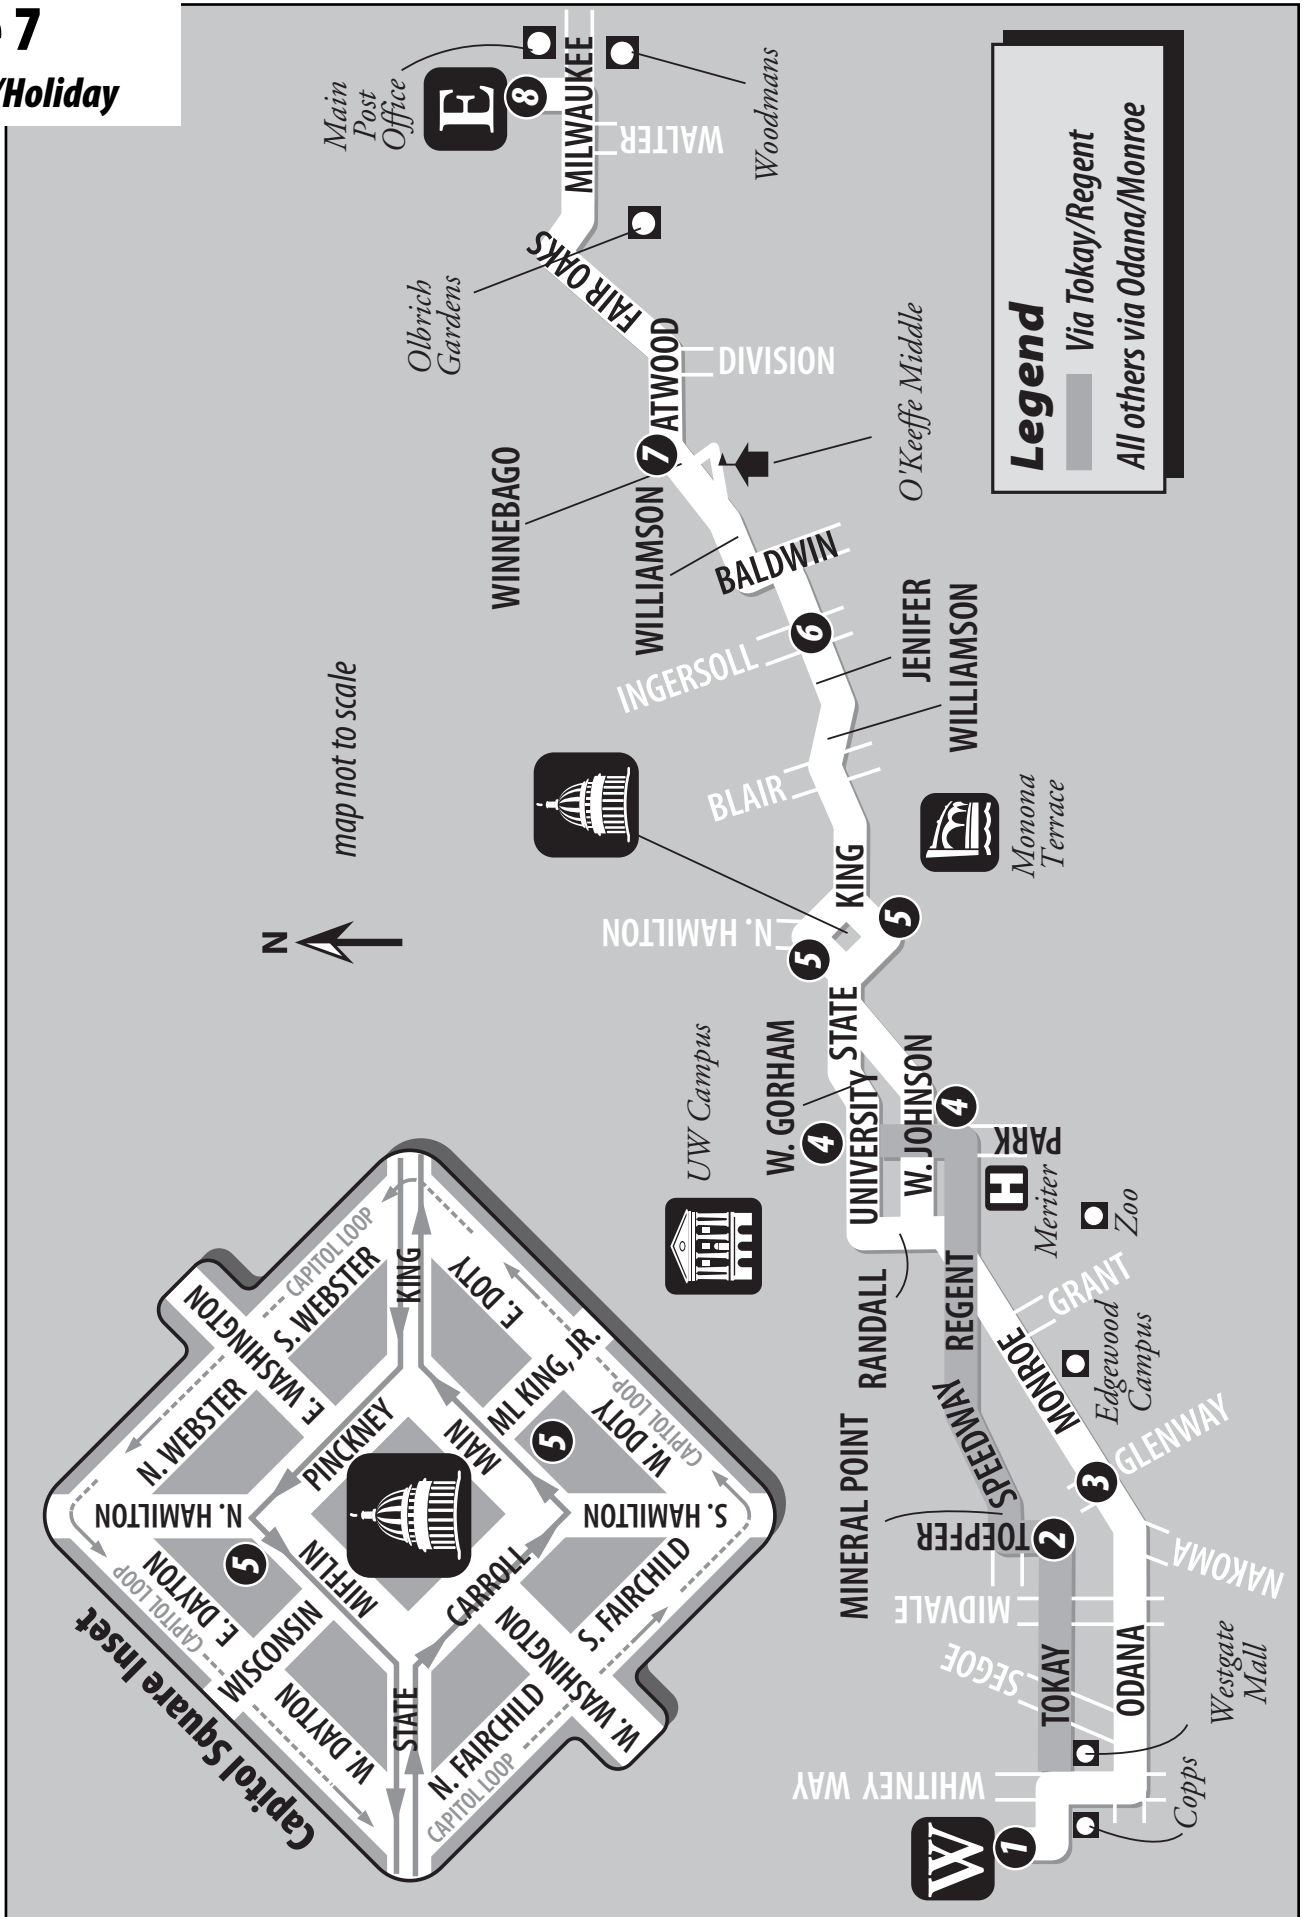 7
/Holiday
Main
Post
Office
E
8
MILWAUKEE
WALTER
Woodmans
FAIR OAKS
Olbrich
Gardens
ATWOOD
DIVISION
7
WINNEBAGO
WILLIAMSON
O'Keeffe Middle
BALDWIN
6
INGERSOLL
JENIFER
WILLIAMSON
BLAIR
map not to scale
N
Monona
Terrace
KING
N. HAMILTON
5
5
STATE
UW Campus
W. GORHAM
UNIVERSITY
W. JOHNSON
4
4
PARK
H
Meriter
Zoo
RANDALL
REGENT
GRANT
MONROE
Edgewood
Campus
SPEEDWAY
MINERAL POINT
GLENWAY
3
TOEPFER
2
NAKOMA
MIDVALE
SEGOE
TOKAY
ODANA
Westgate
Mall
WHITNEY WAY
Copps
W
1
Legend
Via Tokay/Regent
All others via Odana/Monroe
Capitol Square Inset
CAPITOL LOOP
S. WEBSTER
KING
E. DOTY
E. WASHINGTON
N. WEBSTER
PINCKNEY
MAIN
ML KING, JR.
W. DOTY
CAPITOL LOOP
5
N. HAMILTON
S. HAMILTON
5
MIFFLIN
CARROLL
E. DAYTON
CAPITOL LOOP
WISCONSIN
W. DAYTON
STATE
N. FAIRCHILD
S. FAIRCHILD
W. WASHINGTON
CAPITOL LOOP